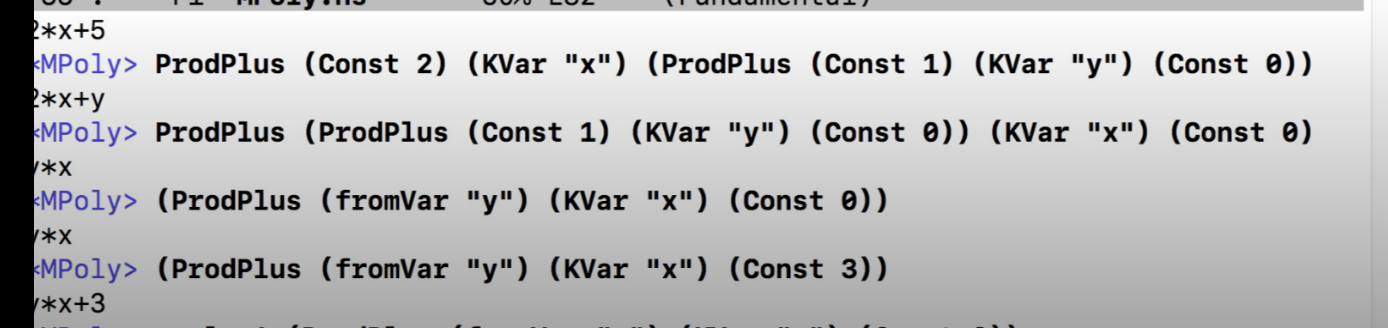 2*x+5
<MPoly> ProdPlus (Const 2) (KVar "x") (ProdPlus (Const 1) (KVar "y") (Const 0))
2*x+y
<MPoly> ProdPlus (ProdPlus (Const 1) (KVar "y") (Const 0)) (KVar "x") (Const 0)
y*x
<MPoly> (ProdPlus (fromVar "y") (KVar "x") (Const 0))
y*x
<MPoly> (ProdPlus (fromVar "y") (KVar "x") (Const 3))
y*x+3